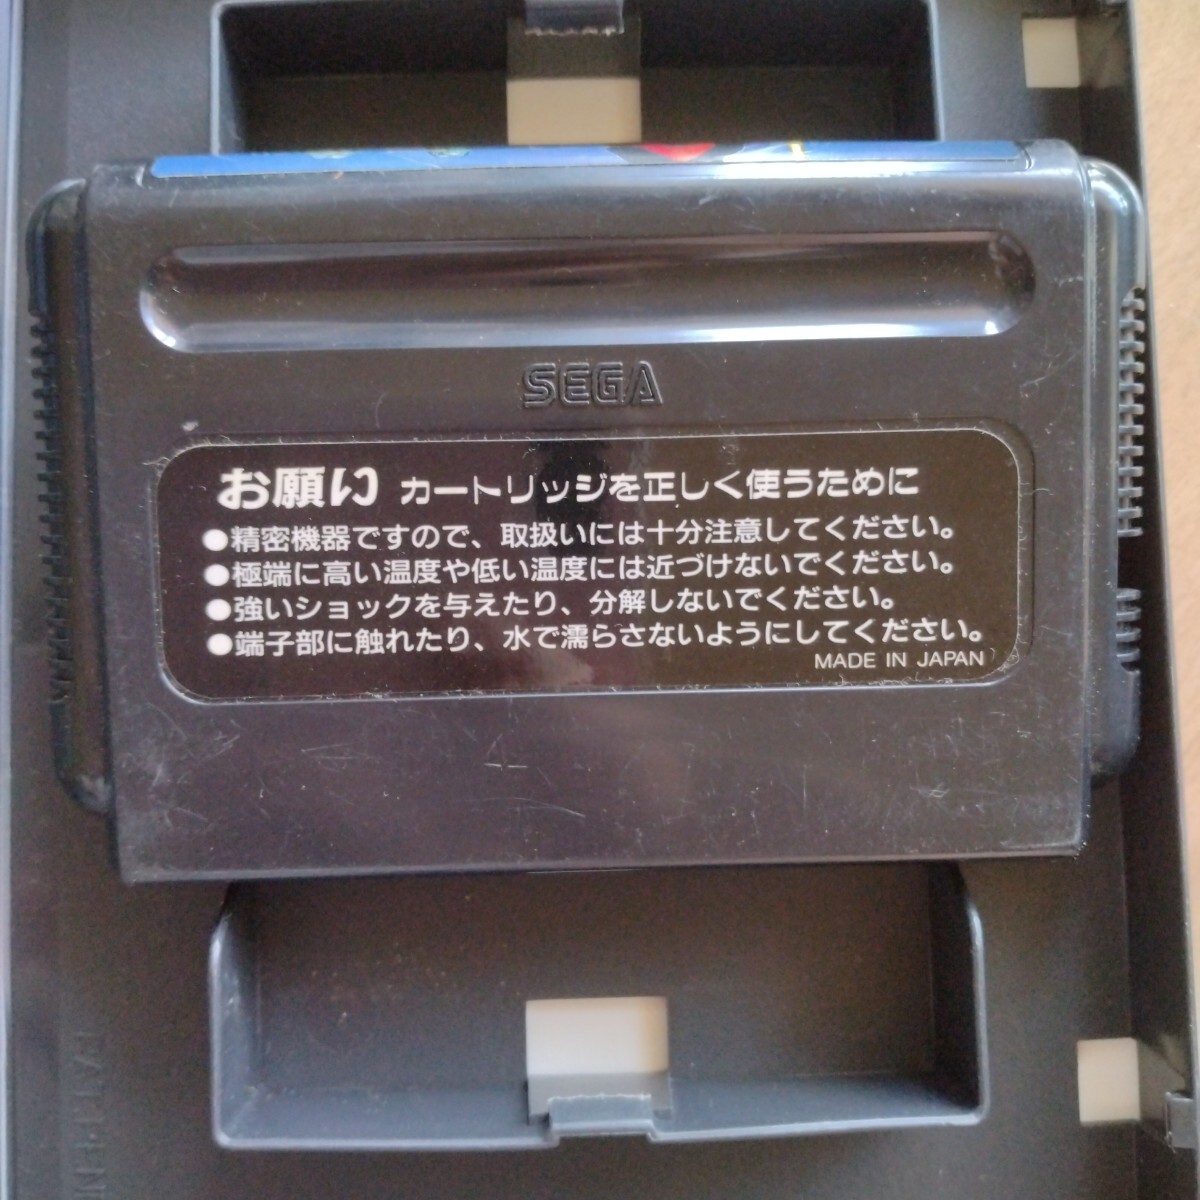 SEGA
お願い カートリッジを正しく使うために
●精密機器ですので、取扱いには十分注意してください。
●極端に高い温度や低い温度には近づけないでください。
●強いショックを与えたり、分解しないでください。
●端子部に触れたり、水で濡らさないようにしてください。
MADE IN JAPAN